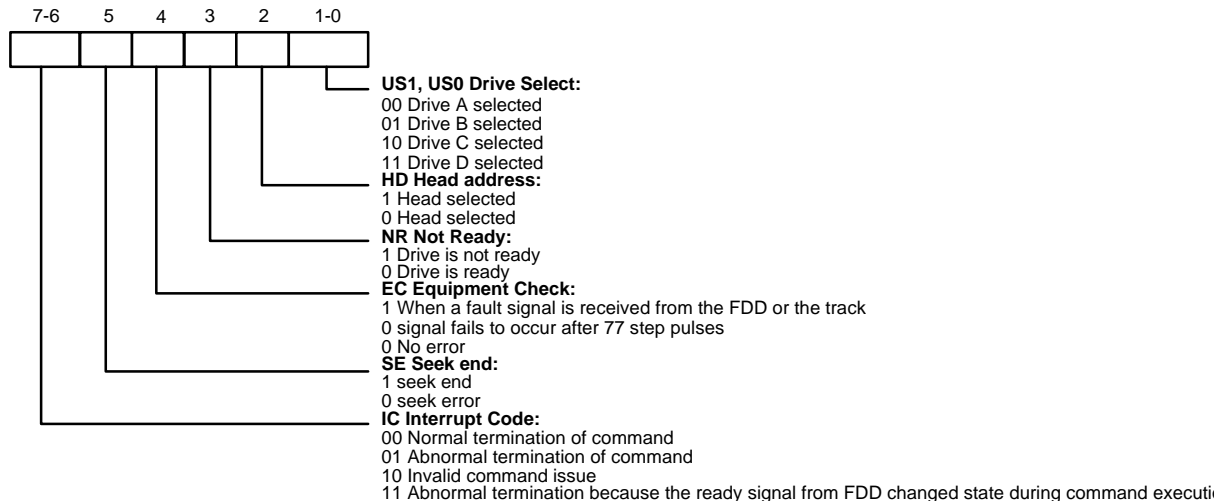 7-6 5 4 3 2 1-0
US1, US0 Drive Select:
00 Drive A selected
01 Drive B selected
10 Drive C selected
11 Drive D selected
HD Head address:
1 Head selected
0 Head selected
NR Not Ready:
1 Drive is not ready
0 Drive is ready
EC Equipment Check:
1 When a fault signal is received from the FDD or the track
0 signal fails to occur after 77 step pulses
0 No error
SE Seek end:
1 seek end
0 seek error
IC Interrupt Code:
00 Normal termination of command
01 Abnormal termination of command
10 Invalid command issue
11 Abnormal termination because the ready signal from FDD changed state during command executi